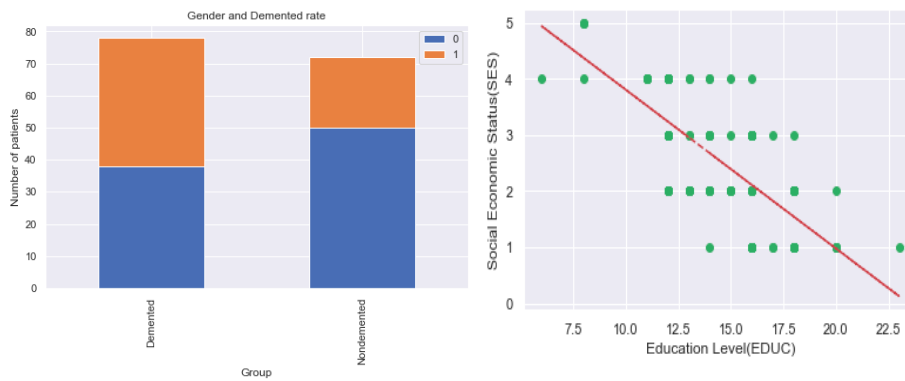 Gender and Demented rate
80
70
60
50
40
30
20
10
0
Number of patients
0
1
Demented
Nondemented
Group
5
4
3
2
1
0
Social Economic Status(SES)
7.5 10.0 12.5 15.0 17.5 20.0 22.5
Education Level(EDUC)